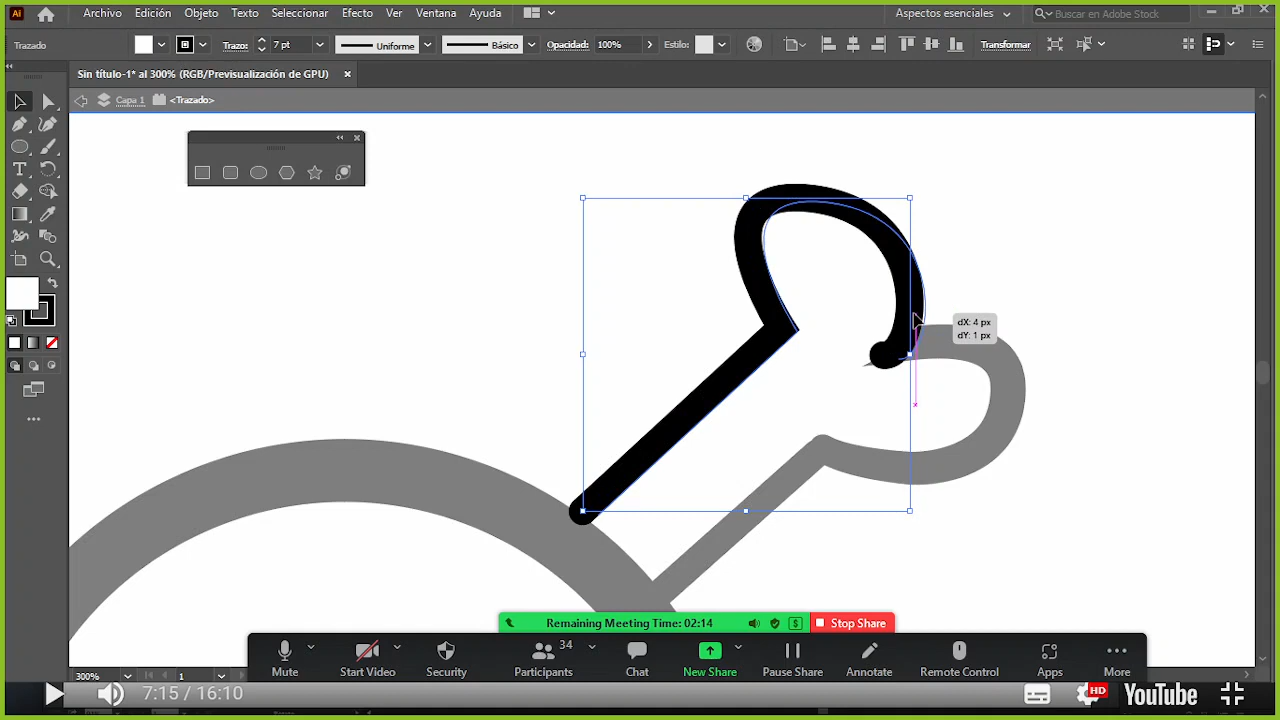 Ai Archivo Edición Objeto Texto Seleccionar Efecto Ver Ventana Ayuda Aspectos esenciales Buscar en Adobe Stock
Trazado Trazo: 7 pt Uniforme Básico Opacidad: 100% Estilo: Transformar
Sin título-1* al 300% (RGB/Previsualización de GPU)
Capa 1 <Trazado>
dX: 4 px
dY: 1 px
Remaining Meeting Time: 02:14 Stop Share
34
Mute Start Video Security Participants Chat New Share Pause Share Annotate Remote Control Apps More
300% 1
7:15 / 16:10 HD YouTube